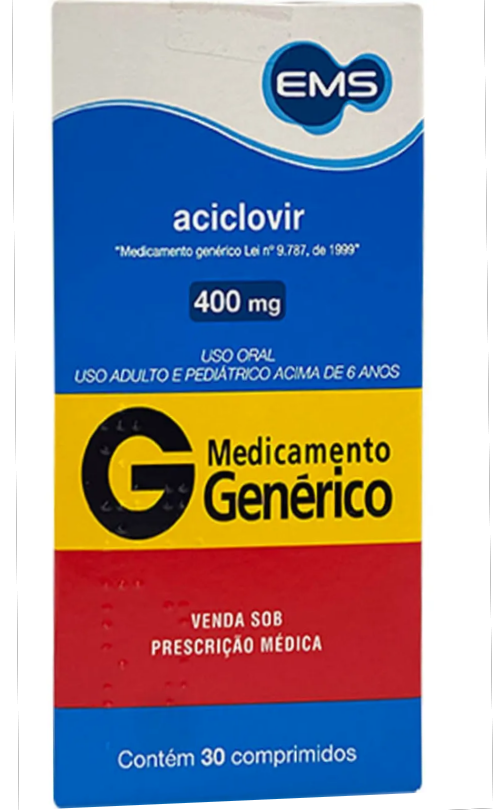 EMS
aciclovir
"Medicamento genérico Lei nº 9.787, de 1999"
400 mg
USO ORAL
USO ADULTO E PEDIÁTRICO ACIMA DE 6 ANOS
G Medicamento
Genérico
VENDA SOB
PRESCRIÇÃO MÉDICA
Contém 30 comprimidos